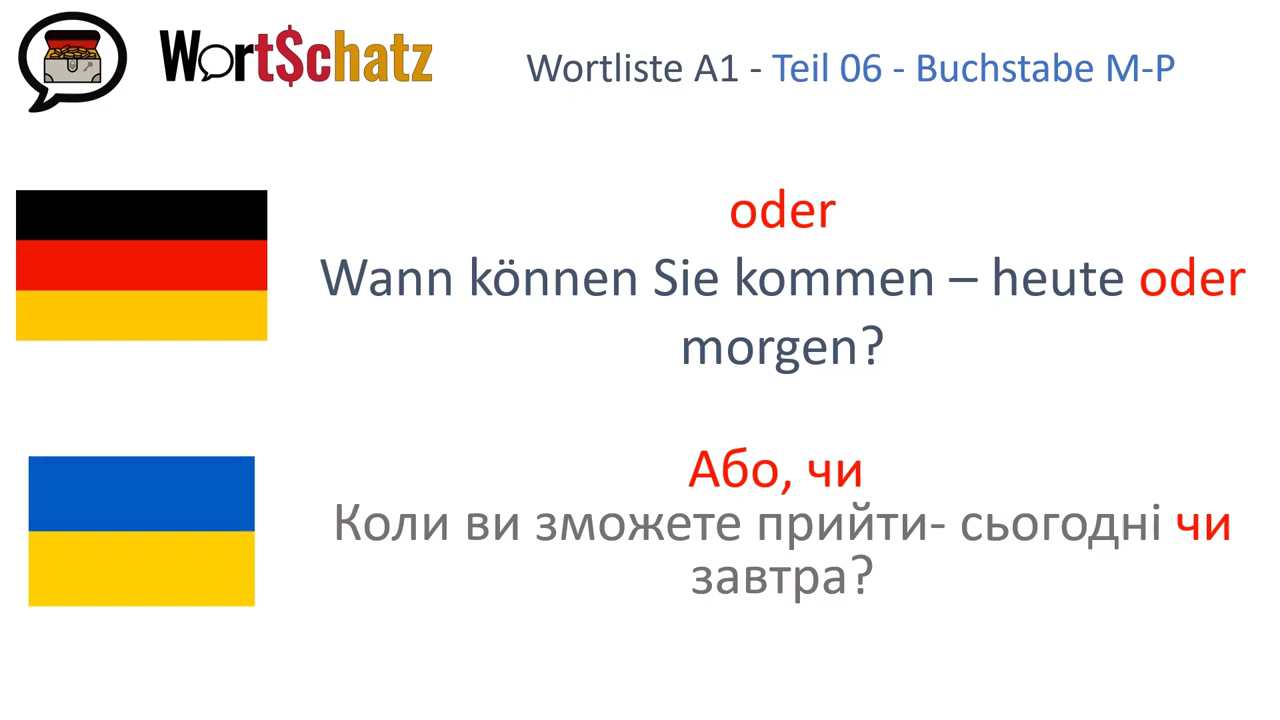 Wort$chatz
Wortliste A1 - Teil 06 - Buchstabe M-P
oder
Wann können Sie kommen – heute oder
morgen?
Або, чи
Коли ви зможете прийти- сьогодні чи
завтра?